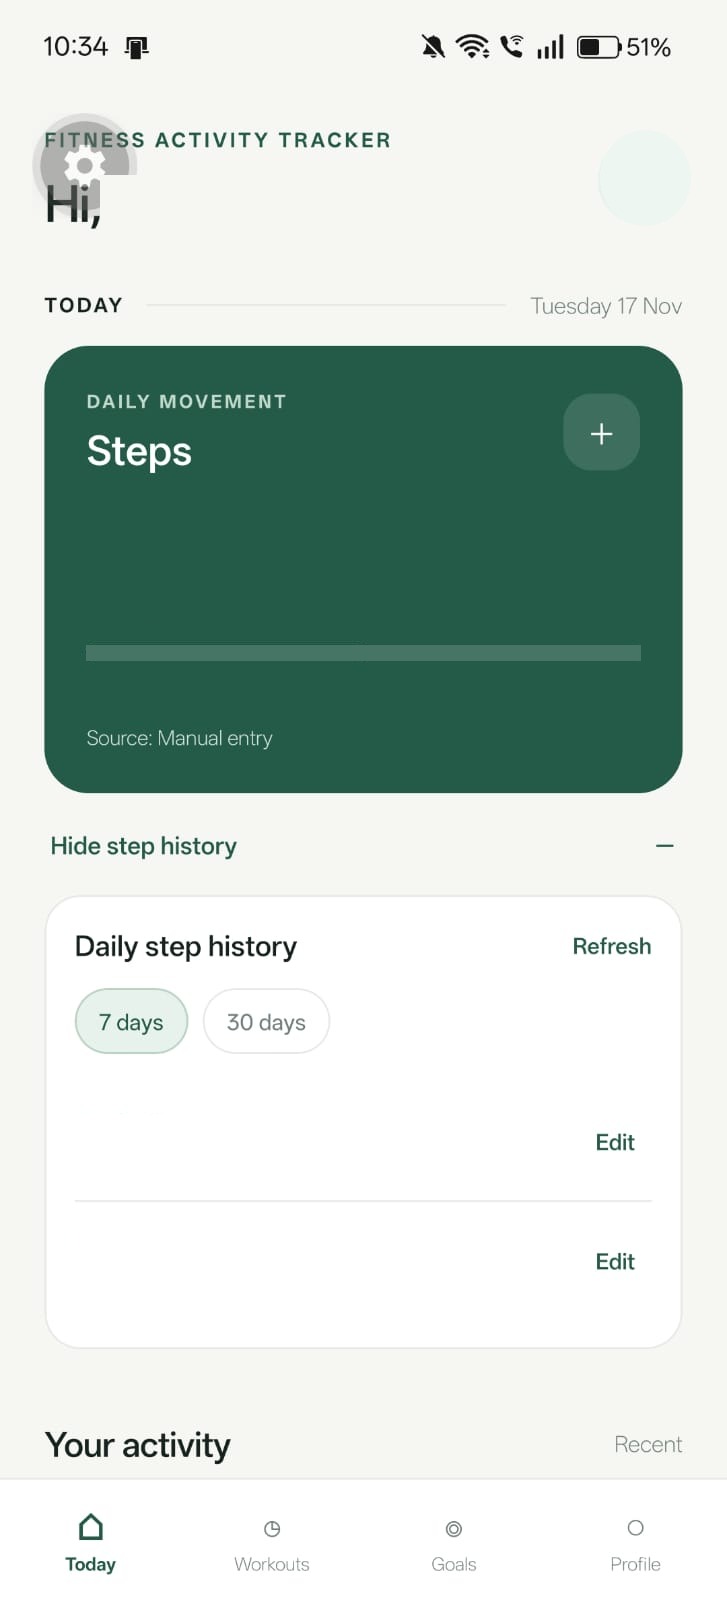 10:34
51%
FITNESS ACTIVITY TRACKER
Hi,
TODAY
Tuesday 17 Nov
DAILY MOVEMENT
Steps
+
Source: Manual entry
Hide step history
Daily step history
Refresh
7 days
30 days
Edit
Edit
Your activity
Recent
Today
Workouts
Goals
Profile